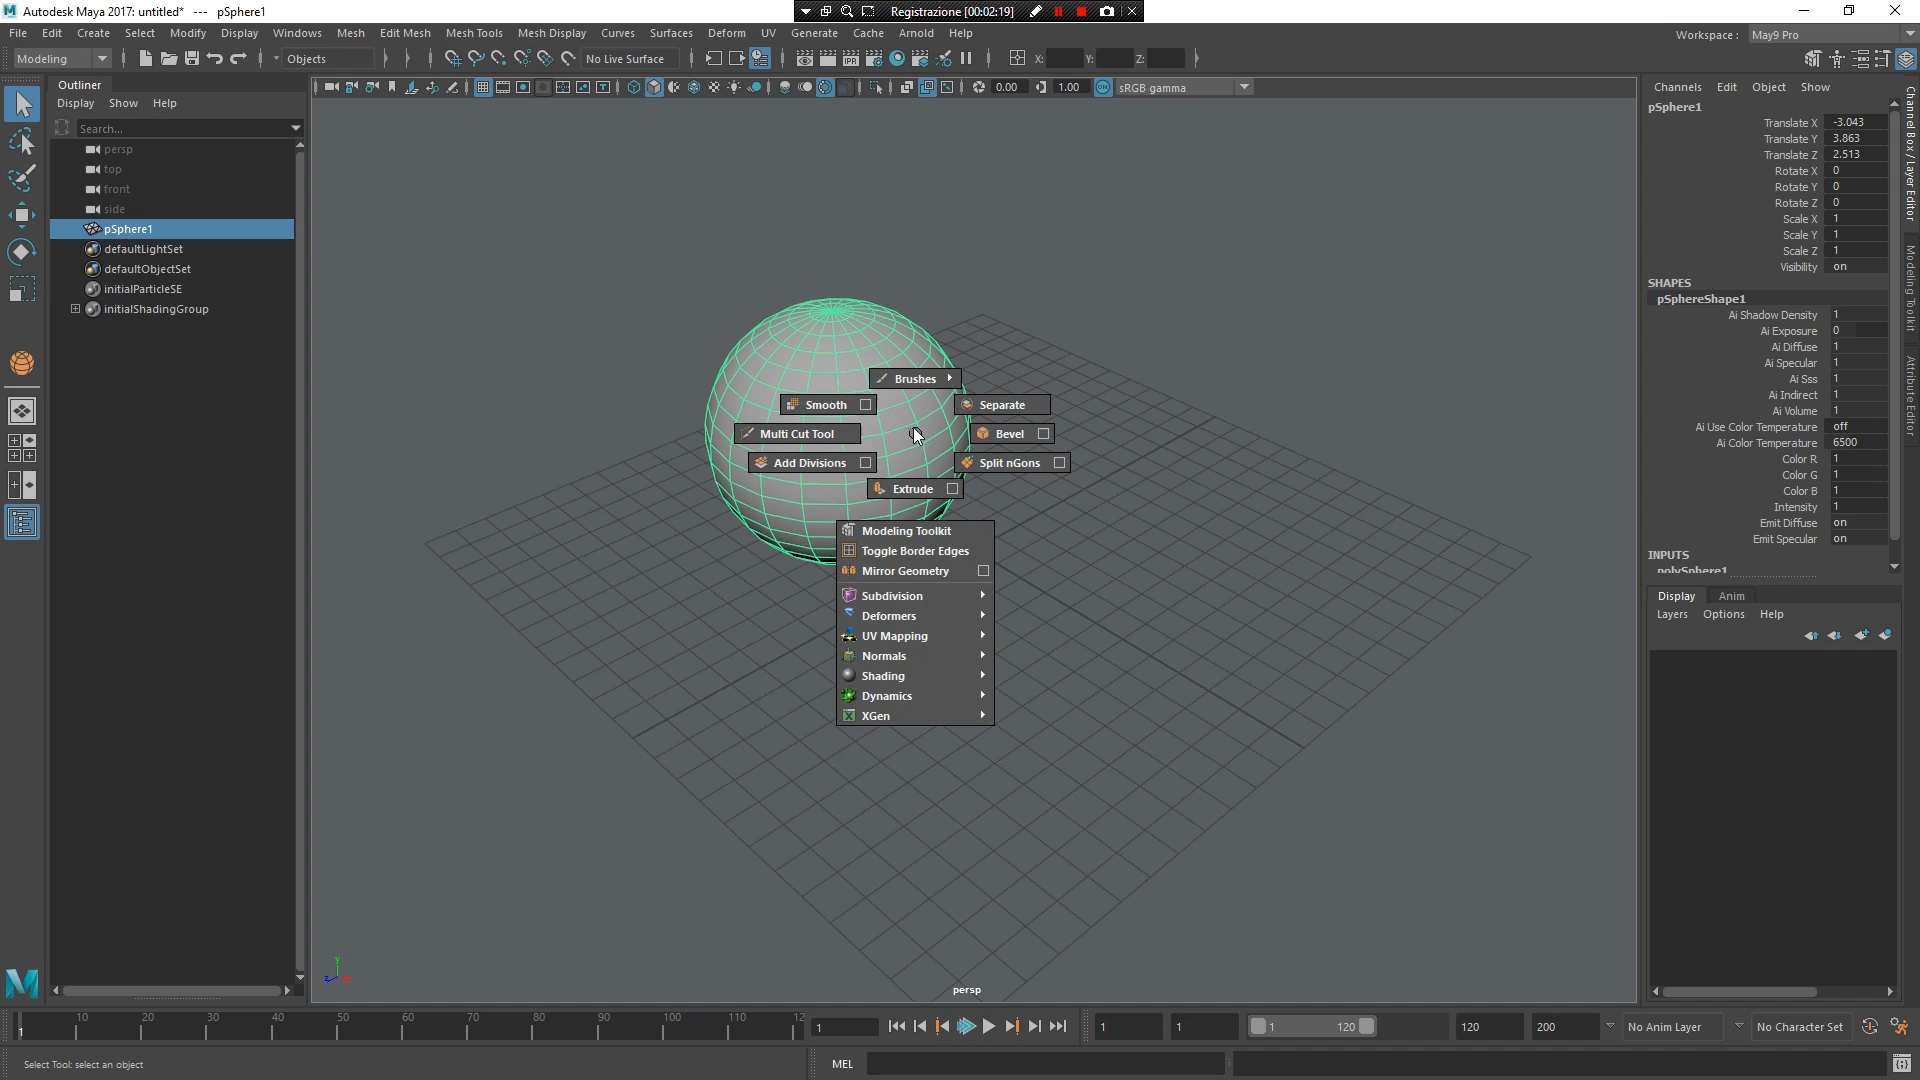 Autodesk Maya 2017: untitled* --- pSphere1
Registrazione [00:02:19]
File Edit Create Select Modify Display Windows Mesh Edit Mesh Mesh Tools Mesh Display Curves Surfaces Deform UV Generate Cache Arnold Help
Workspace : May9 Pro
Modeling
Objects
No Live Surface
X: Y: Z:
Outliner
Display Show Help
Search...
persp
top
front
side
pSphere1
defaultLightSet
defaultObjectSet
initialParticleSE
initialShadingGroup
0.00 1.00 sRGB gamma
Brushes
Smooth
Separate
Multi Cut Tool
Bevel
Add Divisions
Split nGons
Extrude
Modeling Toolkit
Toggle Border Edges
Mirror Geometry
Subdivision
Deformers
UV Mapping
Normals
Shading
Dynamics
XGen
persp
Channels Edit Object Show
pSphere1
Translate X -3.043
Translate Y 3.863
Translate Z 2.513
Rotate X 0
Rotate Y 0
Rotate Z 0
Scale X 1
Scale Y 1
Scale Z 1
Visibility on
SHAPES
pSphereShape1
Ai Shadow Density 1
Ai Exposure 0
Ai Diffuse 1
Ai Specular 1
Ai Sss 1
Ai Indirect 1
Ai Volume 1
Ai Use Color Temperature off
Ai Color Temperature 6500
Color R 1
Color G 1
Color B 1
Intensity 1
Emit Diffuse on
Emit Specular on
INPUTS
polySphere1
Display Anim
Layers Options Help
Channel Box / Layer Editor
Modeling Toolkit
Attribute Editor
1 10 20 30 40 50 60 70 80 90 100 110 12
1
1 1 1 120 120 200 No Anim Layer No Character Set
Select Tool: select an object
MEL